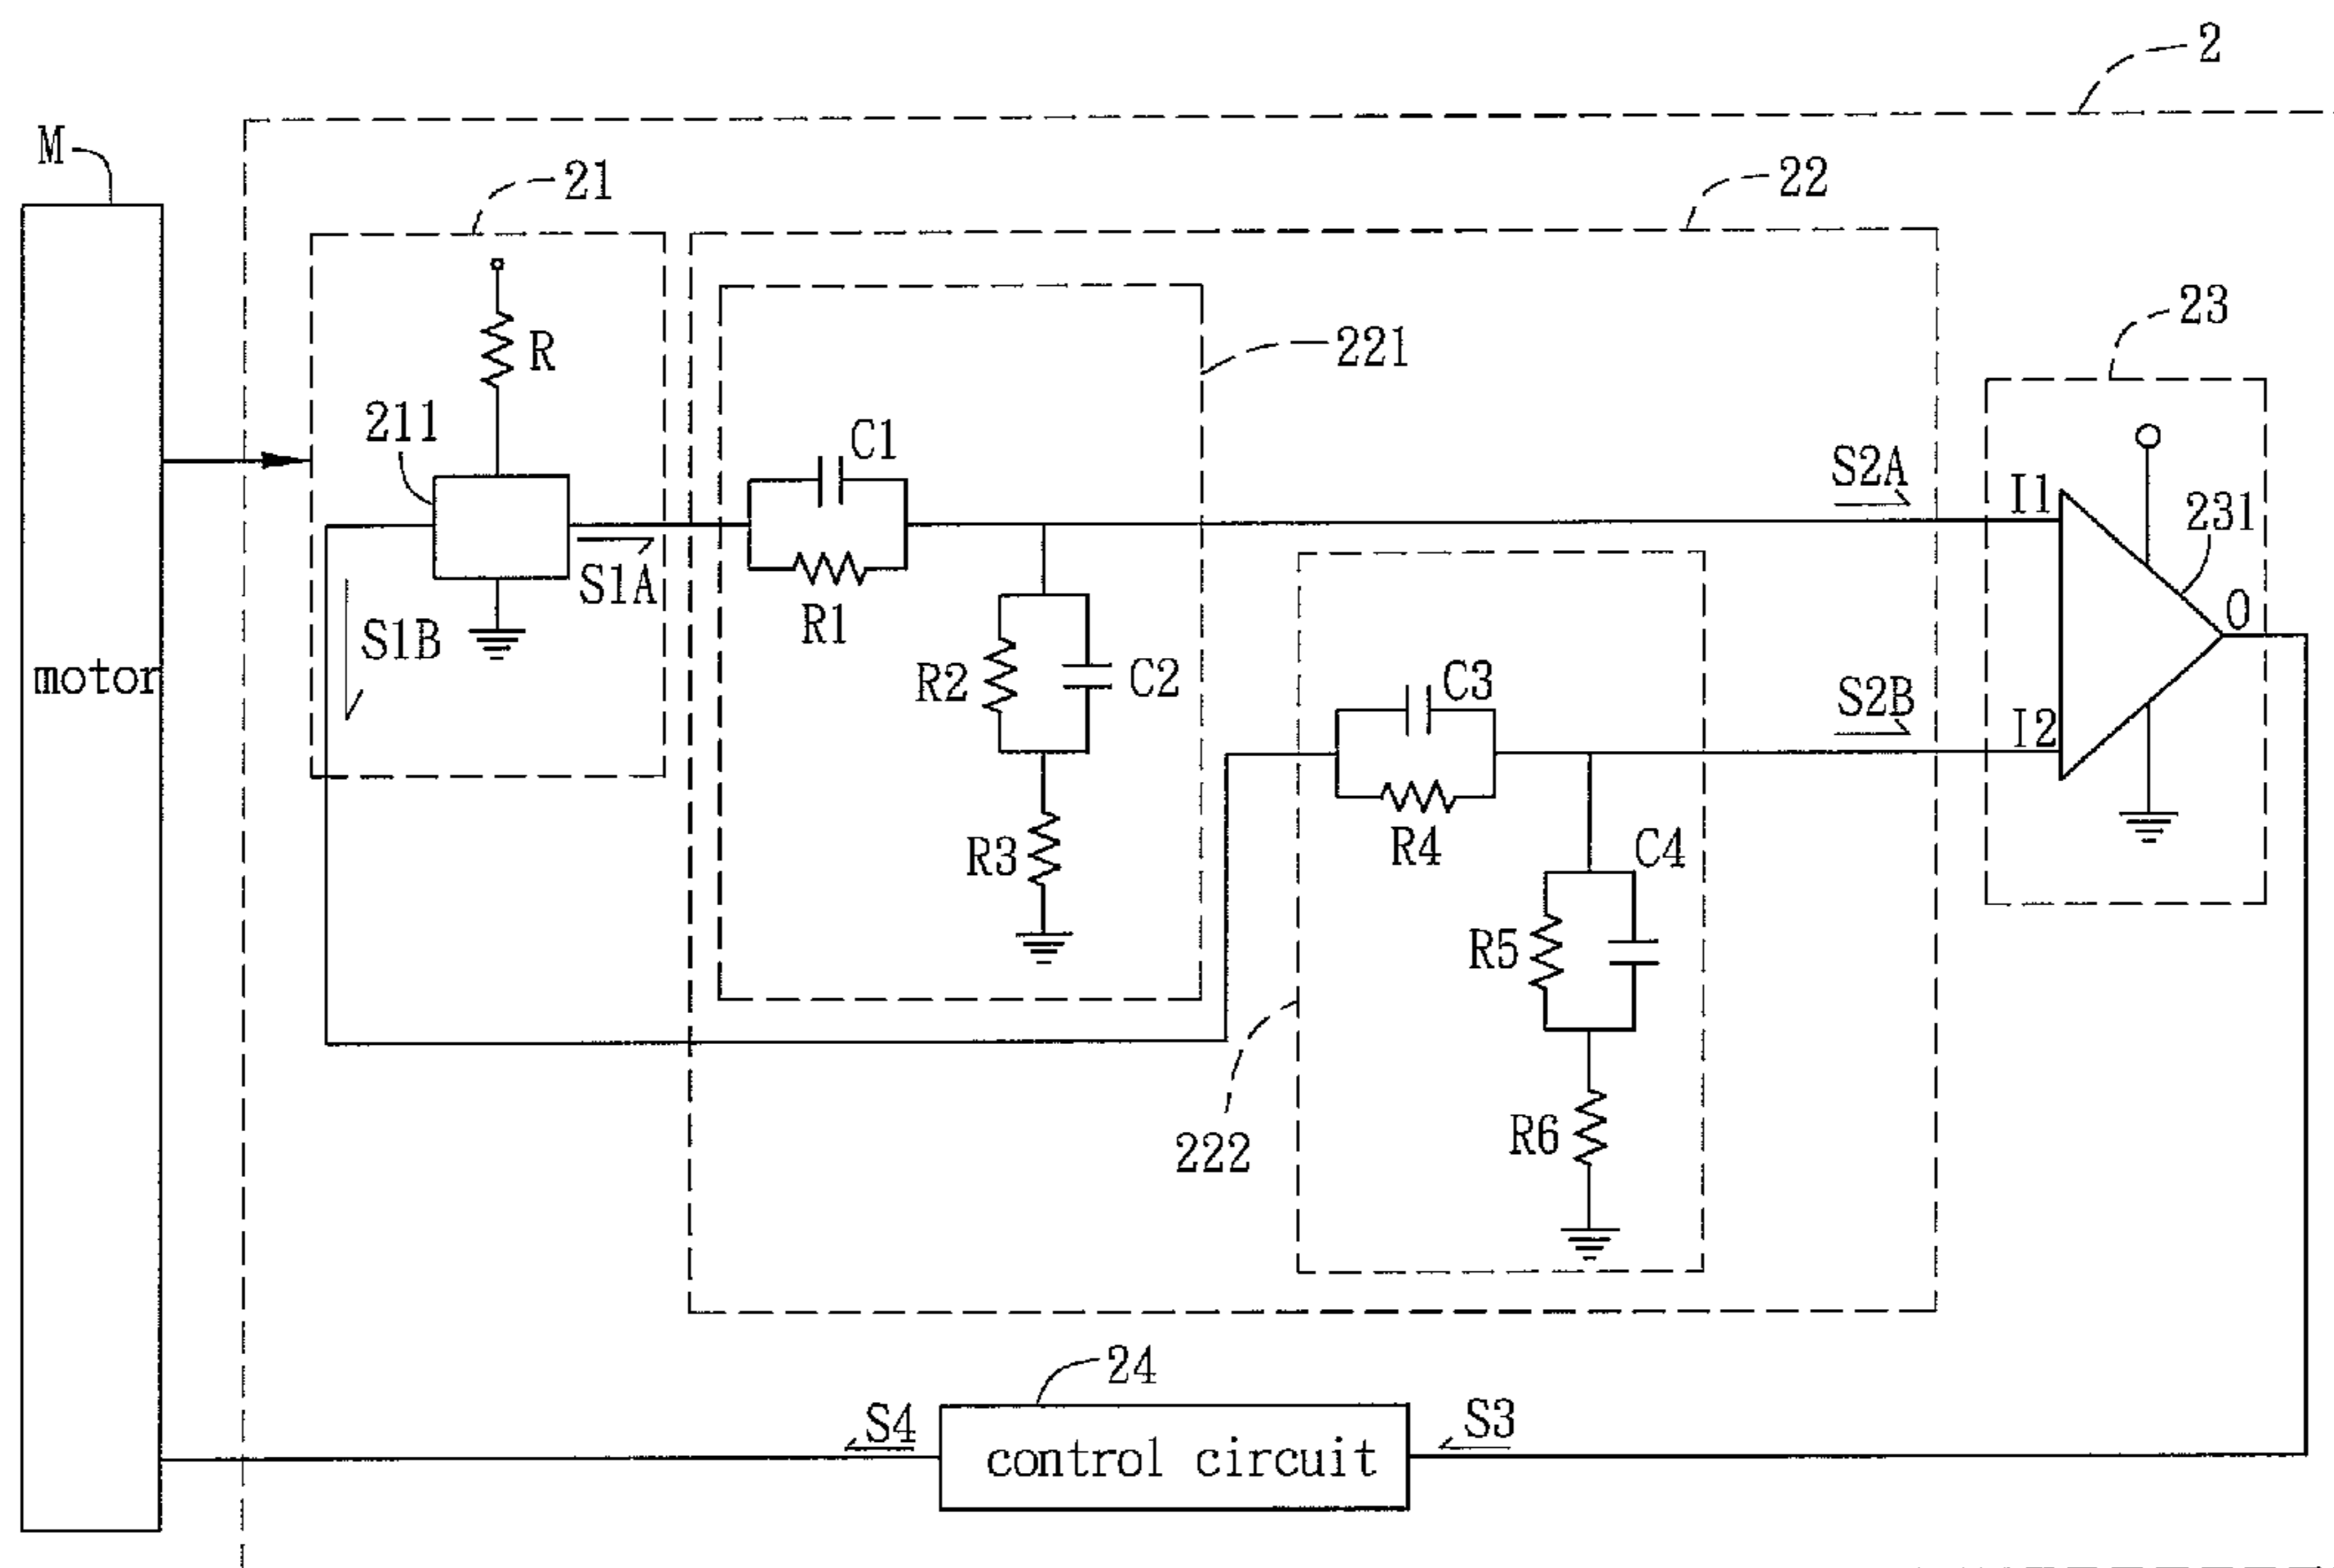 2
M
21
22
23
R
221
211
C1
S2A
I1
231
S1A
R1
O
S1B
R2
C2
C3
S2B
I2
motor
R3
R4
C4
R5
R6
222
24
S4
S3
control circuit